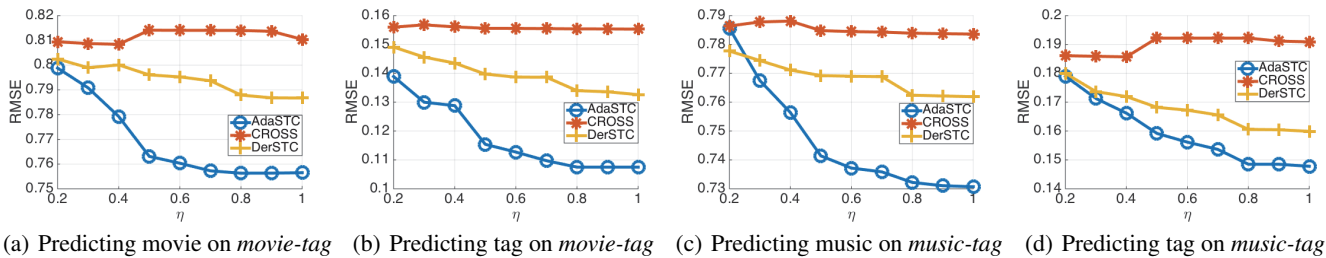 0.82
0.81
0.8
0.79
0.78
0.77
0.76
0.75
RMSE
0.2
0.4
0.6
0.8
1
η
AdaSTC
CROSS
DerSTC
(a) Predicting movie on movie-tag
0.16
0.15
0.14
0.13
0.12
0.11
0.1
RMSE
0.2
0.4
0.6
0.8
1
η
AdaSTC
CROSS
DerSTC
(b) Predicting tag on movie-tag
0.79
0.78
0.77
0.76
0.75
0.74
0.73
RMSE
0.2
0.4
0.6
0.8
1
η
AdaSTC
CROSS
DerSTC
(c) Predicting music on music-tag
0.2
0.19
0.18
0.17
0.16
0.15
0.14
RMSE
0.2
0.4
0.6
0.8
1
η
AdaSTC
CROSS
DerSTC
(d) Predicting tag on music-tag